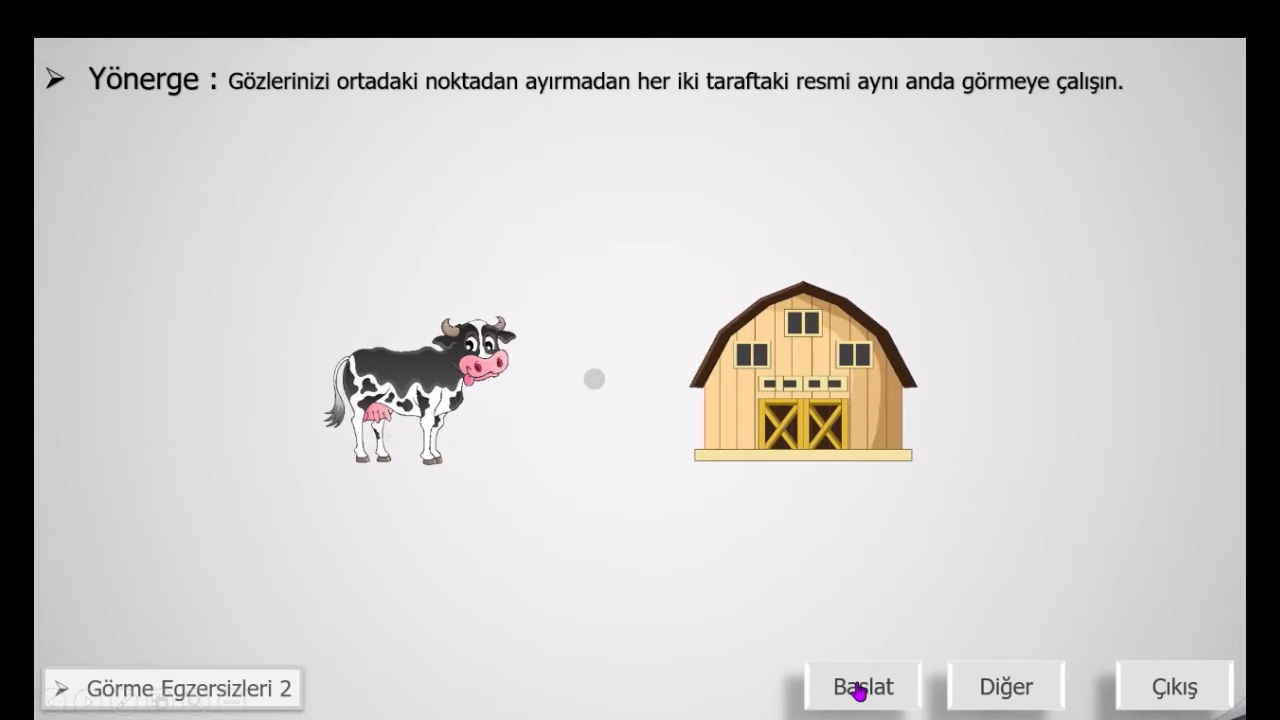 Yönerge : Gözlerinizi ortadaki noktadan ayırmadan her iki taraftaki resmi aynı anda görmeye çalışın.
Görme Egzersizleri 2
Başlat
Diğer
Çıkış